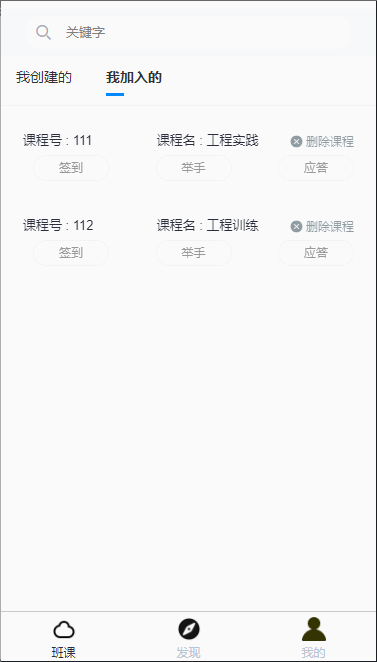 关键字
我创建的 我加入的
课程号 : 111 课程名 : 工程实践 删除课程
签到 举手 应答
课程号 : 112 课程名 : 工程训练 删除课程
签到 举手 应答
班课 发现 我的